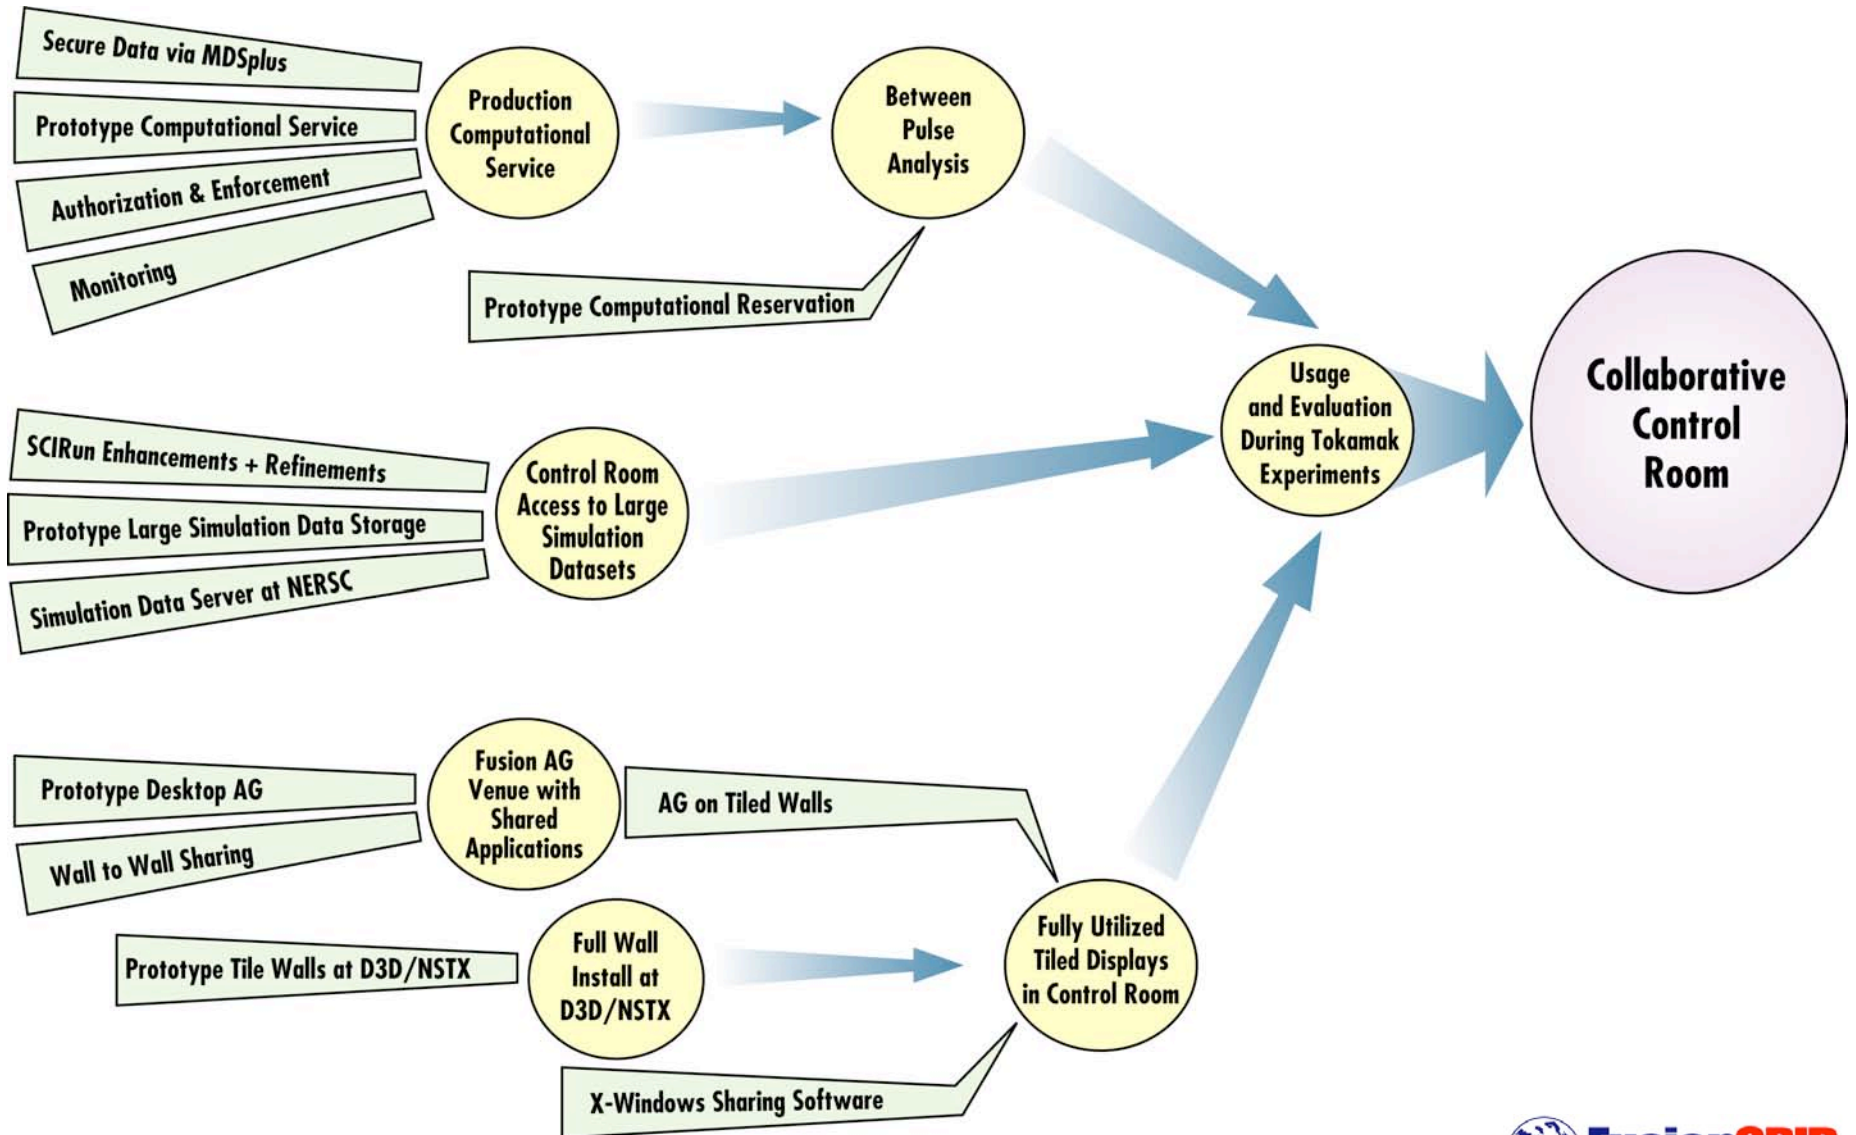 Secure Data via MDSplus
Prototype Computational Service
Authorization & Enforcement
Monitoring
Production
Computational
Service
Between
Pulse
Analysis
Prototype Computational Reservation
SCIRun Enhancements + Refinements
Prototype Large Simulation Data Storage
Simulation Data Server at NERSC
Control Room
Access to Large
Simulation
Datasets
Usage
and Evaluation
During Tokamak
Experiments
Collaborative
Control
Room
Prototype Desktop AG
Wall to Wall Sharing
Fusion AG
Venue with
Shared
Applications
AG on Tiled Walls
Prototype Tile Walls at D3D/NSTX
Full Wall
Install at
D3D/NSTX
Fully Utilized
Tiled Displays
in Control Room
X-Windows Sharing Software
FusionGRID